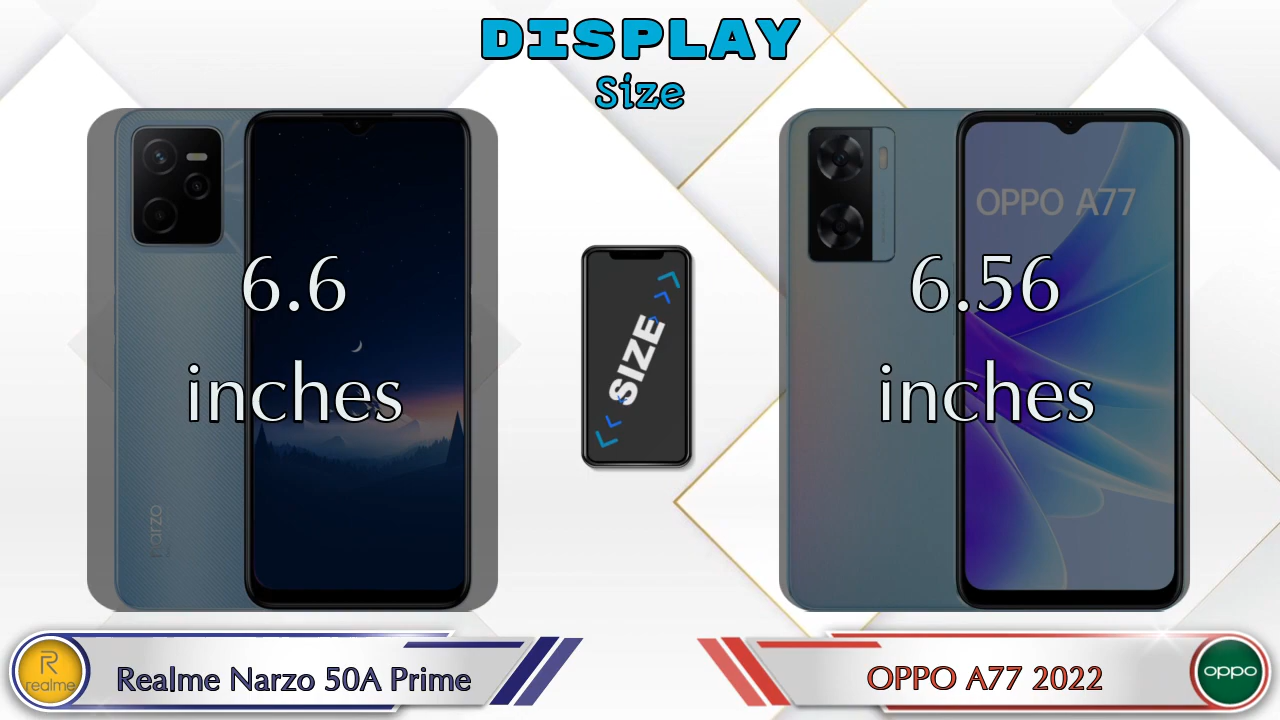 DISPLAY
Size
OPPO A77
6.6
inches
6.56
inches
SIZE
narzo
R
realme
Realme Narzo 50A Prime
OPPO A77 2022
oppo